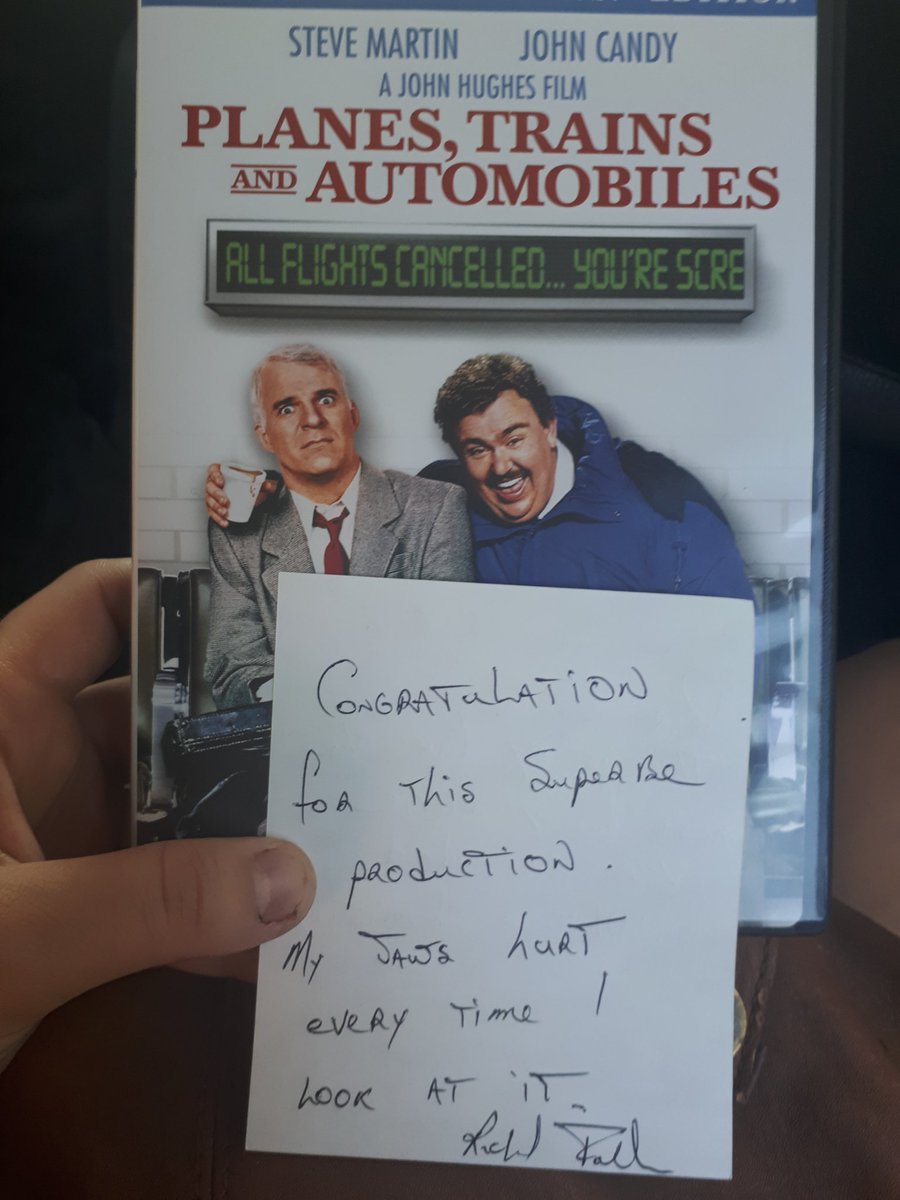 EDITION
STEVE MARTIN JOHN CANDY
A JOHN HUGHES FILM
PLANES, TRAINS
AND AUTOMOBILES
ALL FLIGHTS CANCELLED... YOU'RE SCRE
CONGRATULATION
for This SuperBe
production.
My JAWS hurt
every Time I
LOOK AT iT